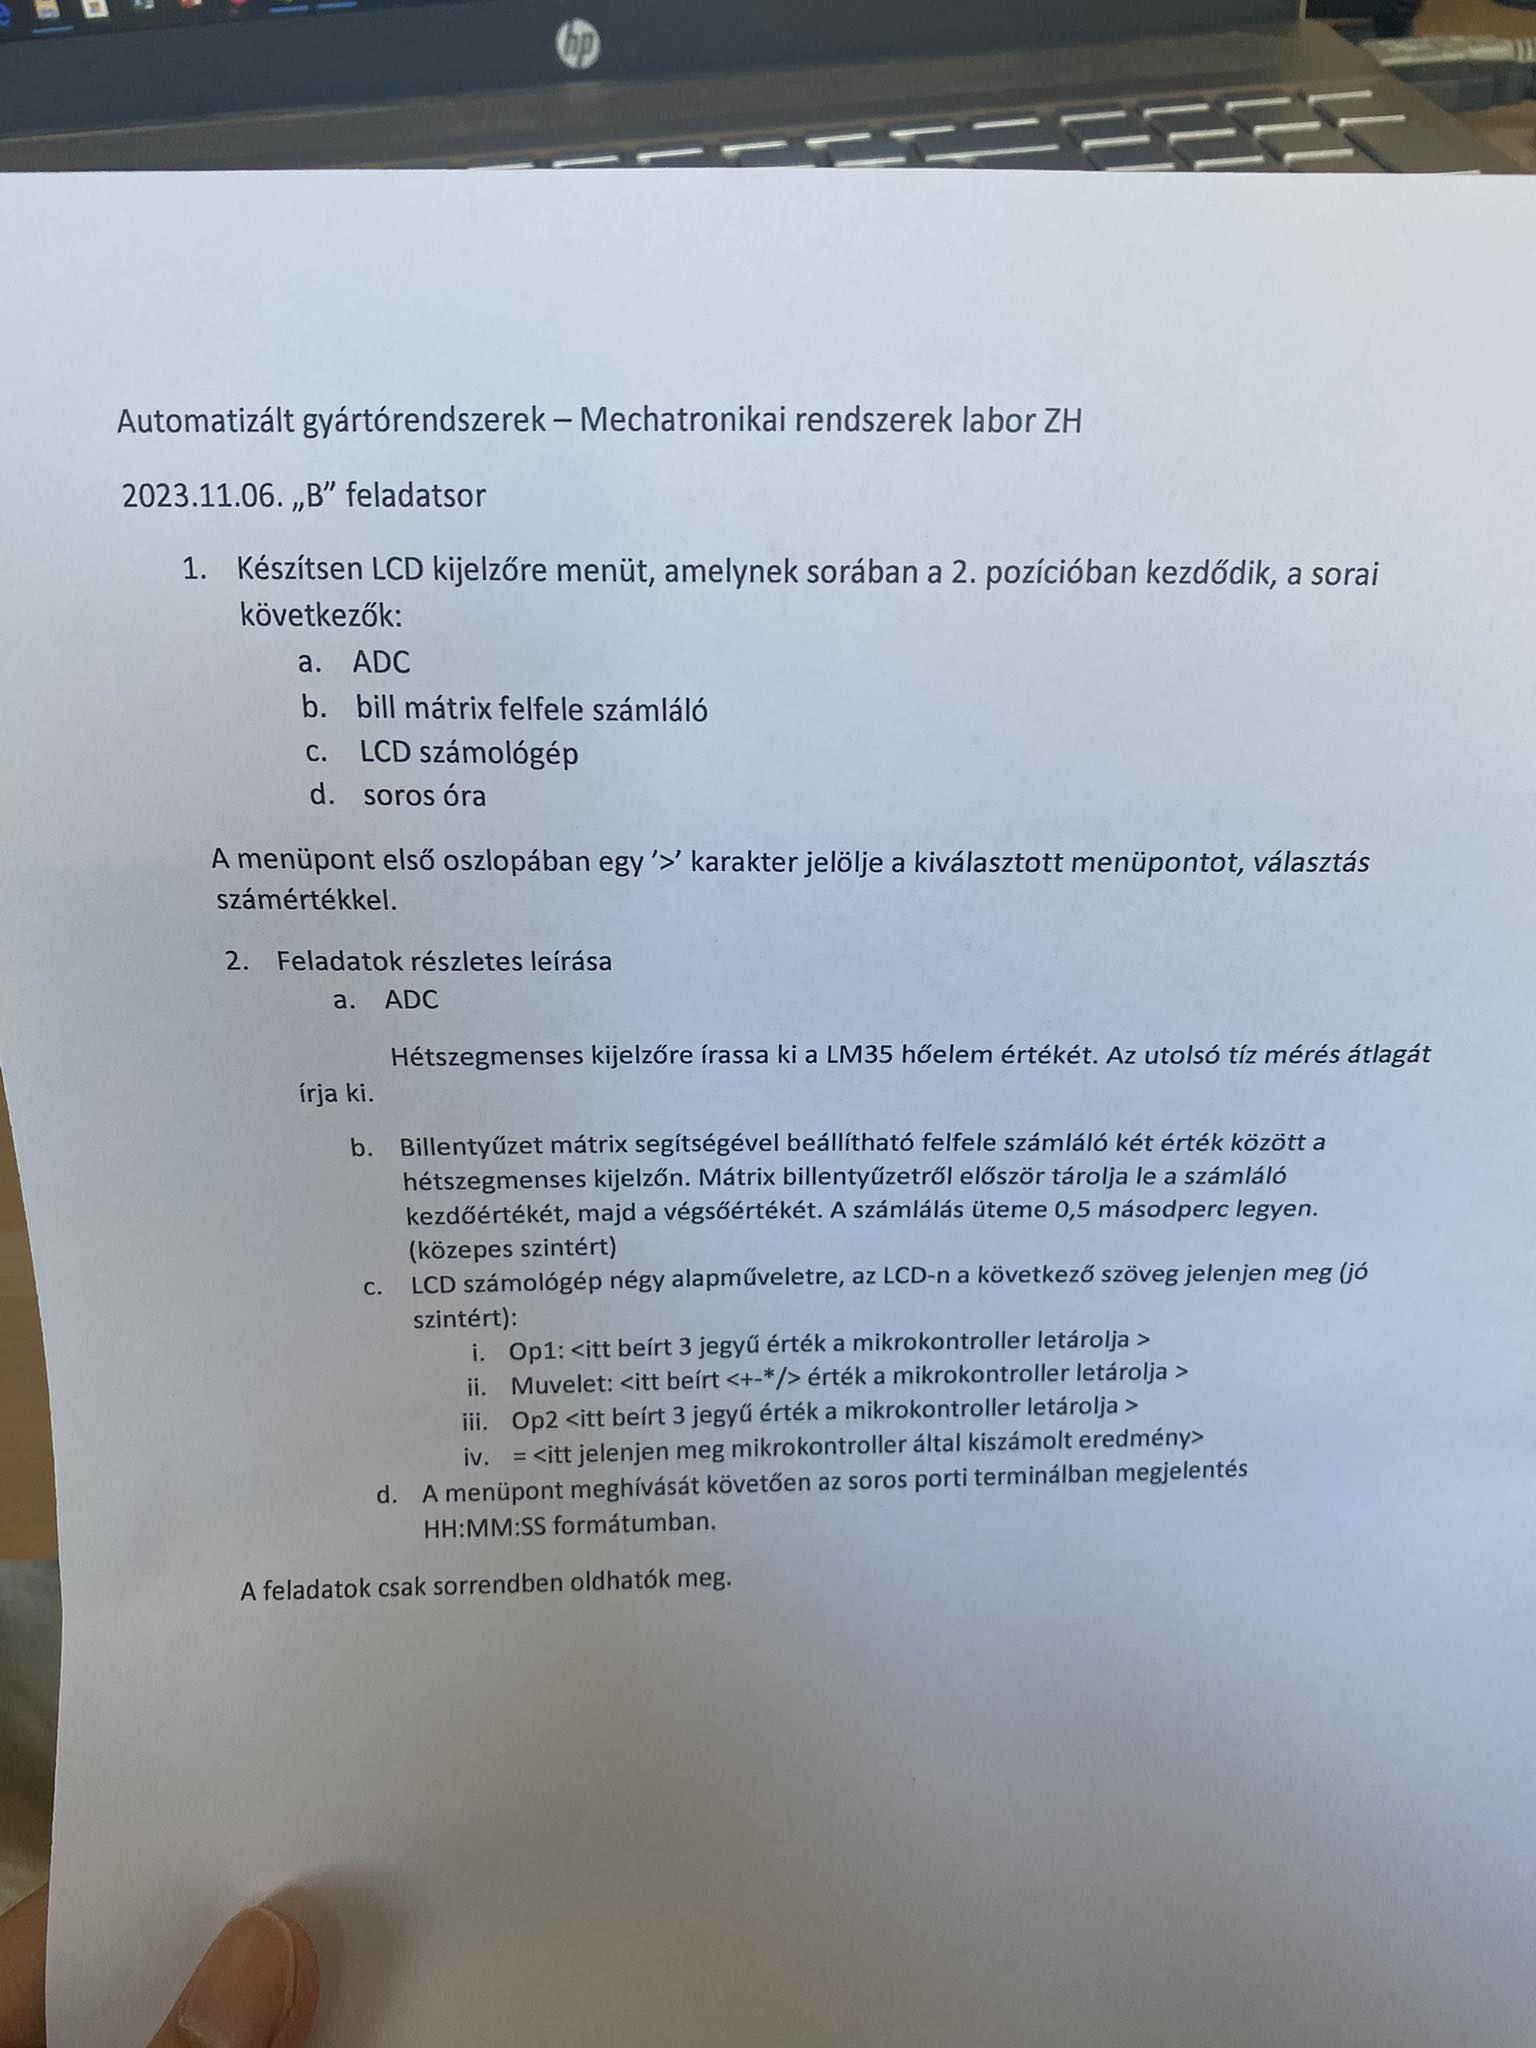 hp
Automatizált gyártórendszerek – Mechatronikai rendszerek labor ZH
2023.11.06. „B” feladatsor
1. Készítsen LCD kijelzőre menüt, amelynek sorában a 2. pozícióban kezdődik, a sorai
következők:
a. ADC
b. bill mátrix felfele számláló
c. LCD számológép
d. soros óra
A menüpont első oszlopában egy ’>’ karakter jelölje a kiválasztott menüpontot, választás
számértékkel.
2. Feladatok részletes leírása
a. ADC
Hétszegmenses kijelzőre írassa ki a LM35 hőelem értékét. Az utolsó tíz mérés átlagát
írja ki.
b. Billentyűzet mátrix segítségével beállítható felfele számláló két érték között a
hétszegmenses kijelzőn. Mátrix billentyűzetről először tárolja le a számláló
kezdőértékét, majd a végsőértékét. A számlálás üteme 0,5 másodperc legyen.
(közepes szintért)
c. LCD számológép négy alapműveletre, az LCD-n a következő szöveg jelenjen meg (jó
szintért):
i. Op1: <itt beírt 3 jegyű érték a mikrokontroller letárolja >
ii. Muvelet: <itt beírt <+-*/> érték a mikrokontroller letárolja >
iii. Op2 <itt beírt 3 jegyű érték a mikrokontroller letárolja >
iv. = <itt jelenjen meg mikrokontroller által kiszámolt eredmény>
d. A menüpont meghívását követően az soros porti terminálban megjelentés
HH:MM:SS formátumban.
A feladatok csak sorrendben oldhatók meg.